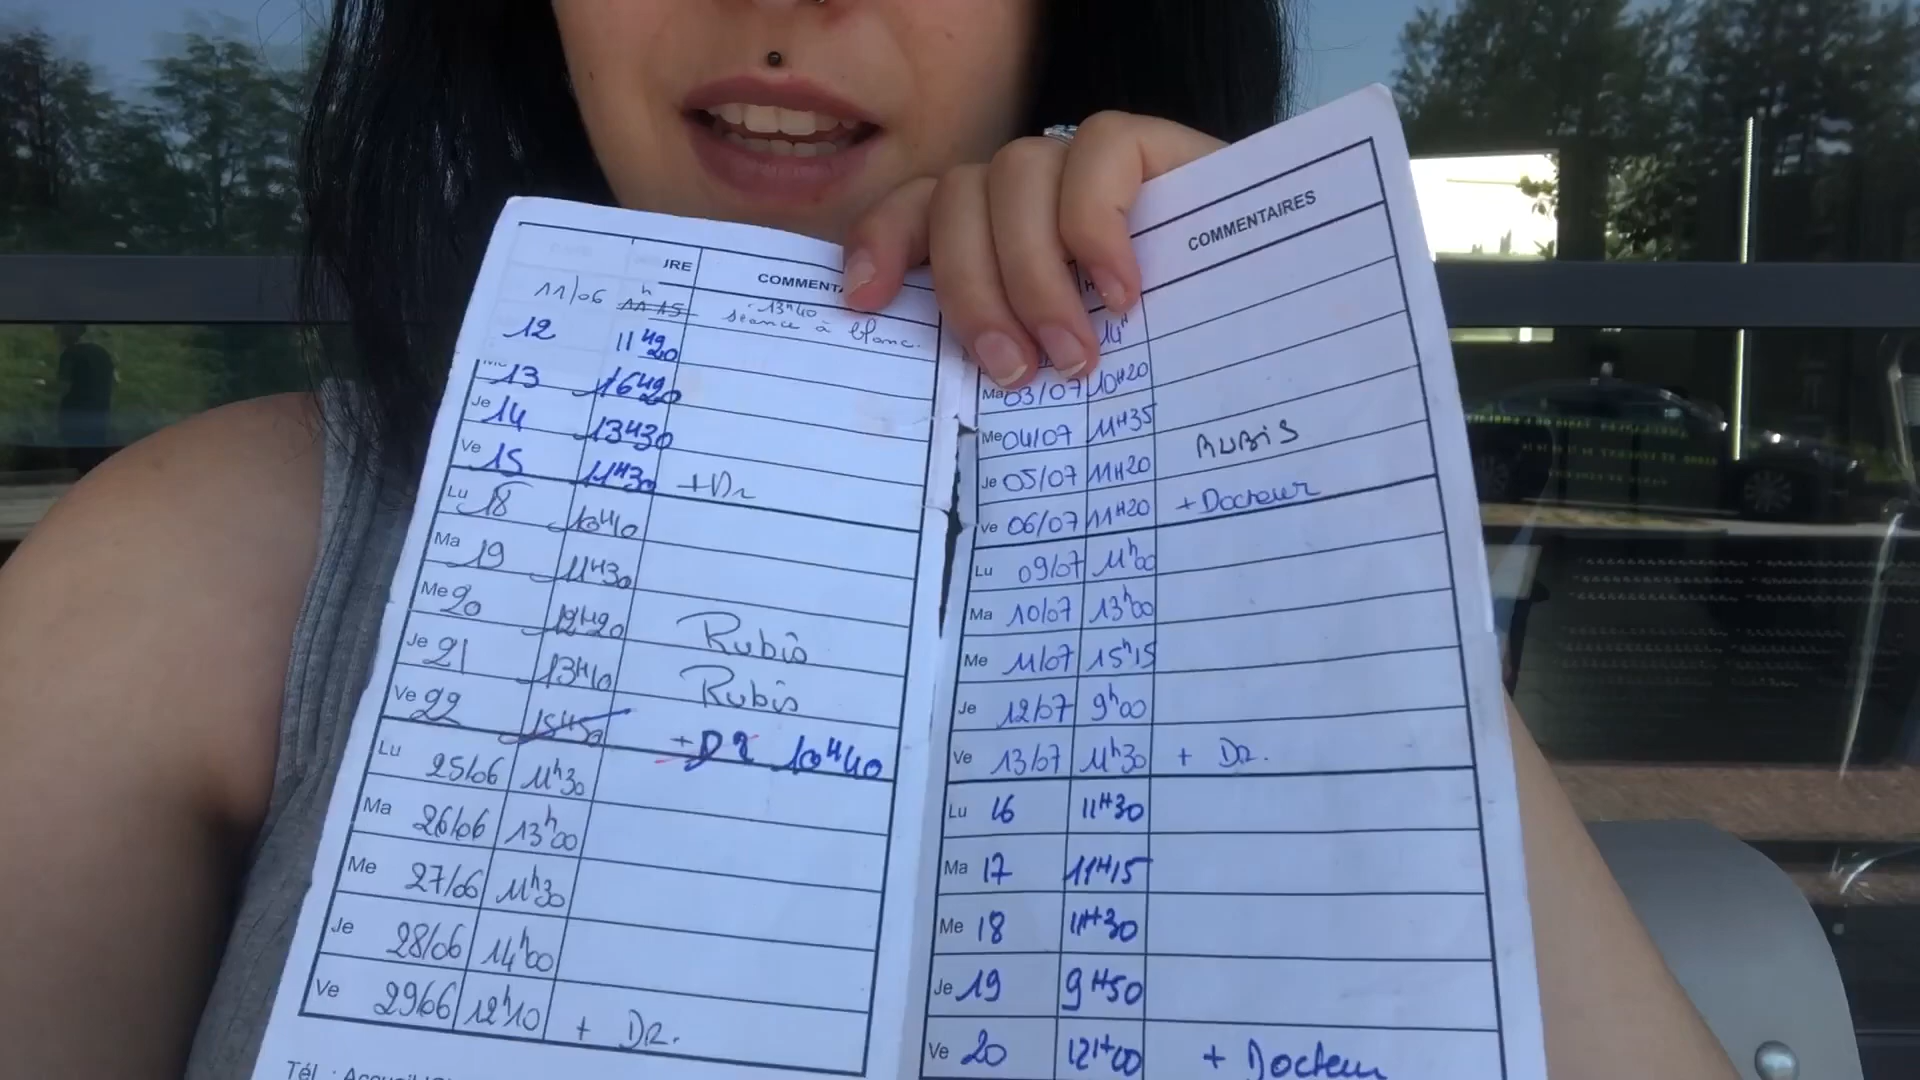 URE COMMENTA
11/06 11h15 13h40
séance à blanc.
12 11H20
13 16H20
Je 14 13H30
Ve 15 11H30 + Dr
Lu 18 10H10
Ma 19 11H30
Me 20 12H20 Rubis
Je 21 13H10 Rubis
Ve 22 15H50 + DR 10H40
Lu 25/06 11h30
Ma 26/06 13h00
Me 27/06 11h30
Je 28/06 14h00
Ve 29/06 12h10 + DR.
Tél : Accueil
H COMMENTAIRES
14H
Ma 03/07 10H20
Me 04/07 11H35
Je 05/07 11H20 RUBIS
Ve 06/07 11H20 + Docteur
Lu 09/07 11h00
Ma 10/07 13h00
Me 11/07 15h15
Je 12/07 9h00
Ve 13/07 11h30 + DR.
Lu 16 11H30
Ma 17 11H15
Me 18 11H30
Je 19 9H50
Ve 20 12H00 + Docteur